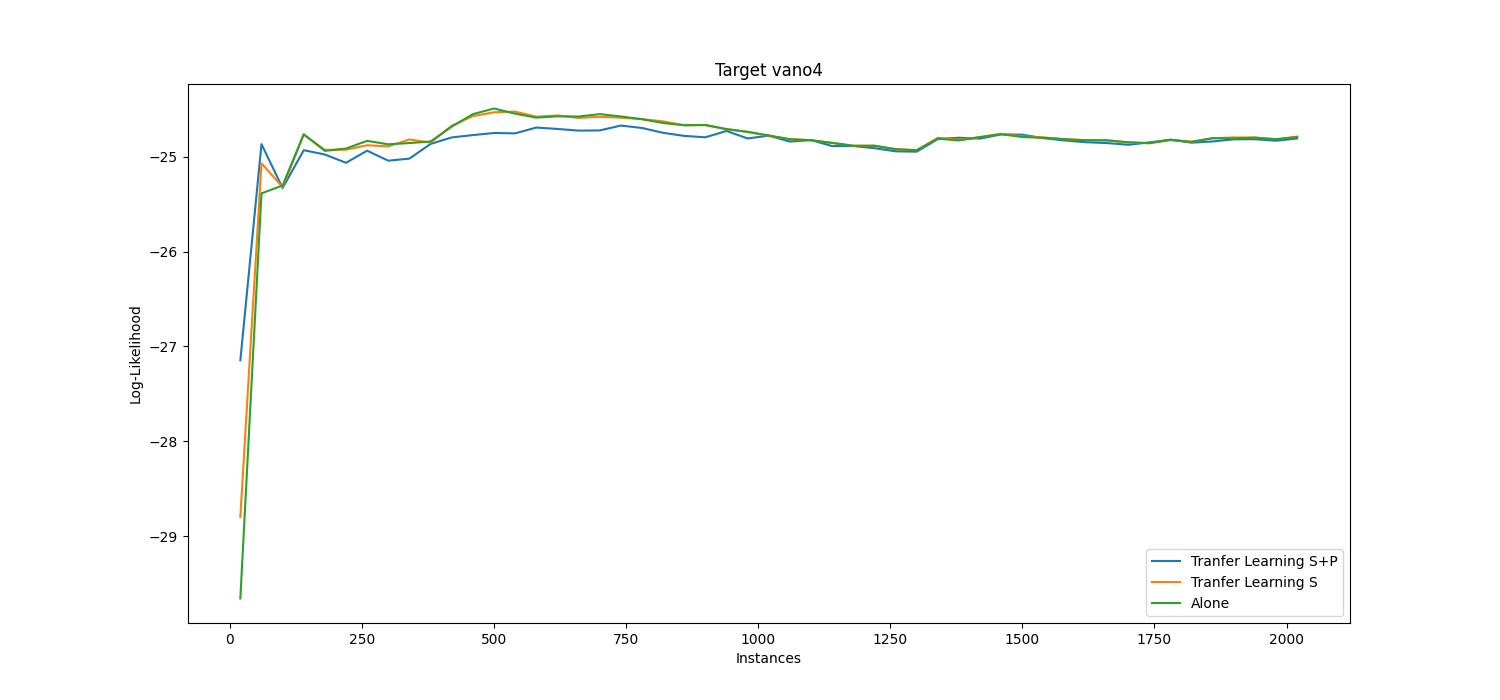 Target vano4
−25
−26
−27
−28
−29
Log-Likelihood
0
250
500
750
1000
1250
1500
1750
2000
Instances
Tranfer Learning S+P
Tranfer Learning S
Alone